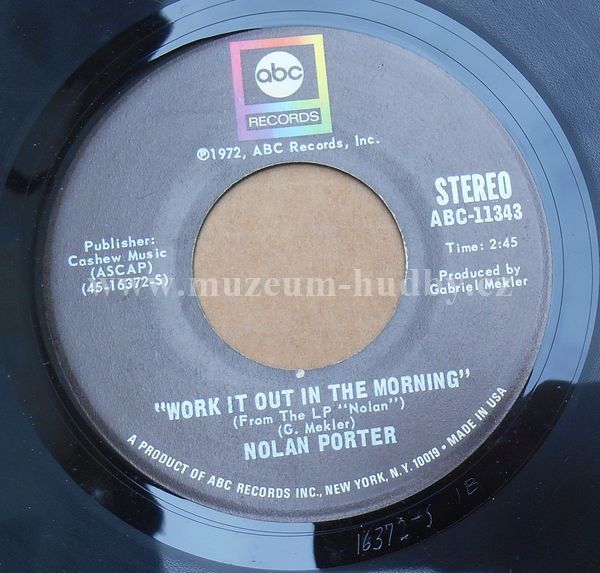 abc
RECORDS
℗1972, ABC Records, Inc.
STEREO
ABC-11343
Publisher:
Cashew Music
(ASCAP)
(45-16372-S)
Time: 2:45
Produced by
Gabriel Mekler
www.muzeum-hudby.cz
"WORK IT OUT IN THE MORNING"
(From The LP "Nolan")
(G. Mekler)
NOLAN PORTER
A PRODUCT OF ABC RECORDS INC., NEW YORK, N.Y. 10019 • MADE IN USA
16372-S 1B